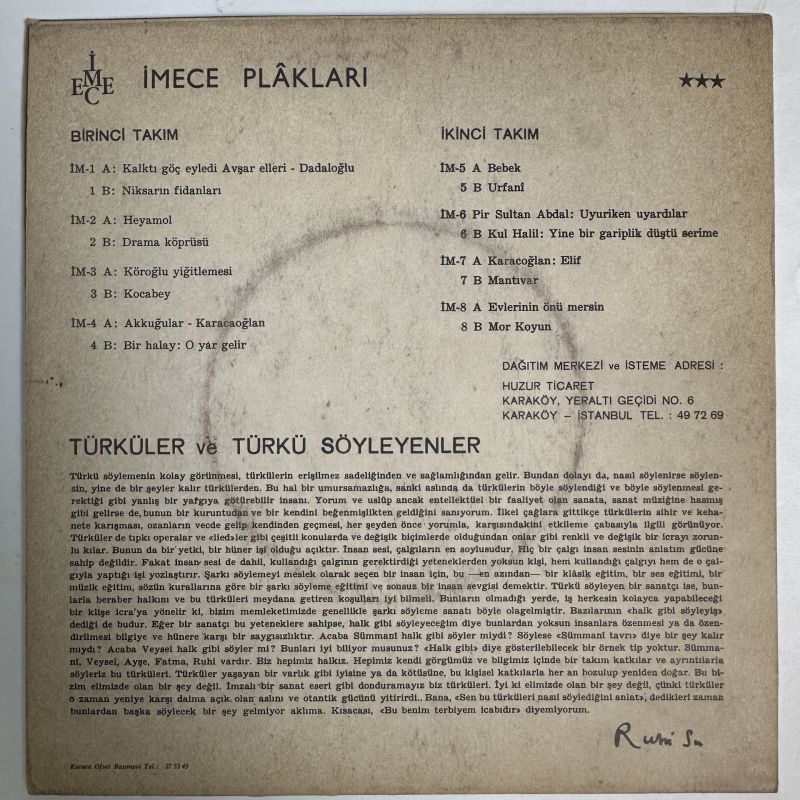 İMECE
İMECE PLÂKLARI
★★★
BİRİNCİ TAKIM
İM-1 A: Kalktı göç eyledi Avşar elleri - Dadaloğlu
1 B: Niksarın fidanları
İM-2 A: Heyamol
2 B: Drama köprüsü
İM-3 A: Köroğlu yiğitlemesi
3 B: Kocabey
İM-4 A: Akkuğular - Karacaoğlan
4 B: Bir halay: O yar gelir
İKİNCİ TAKIM
İM-5 A Bebek
5 B Urfanî
İM-6 Pir Sultan Abdal: Uyuriken uyardılar
6 B Kul Halil: Yine bir gariplik düştü serime
İM-7 A Karacoğlan: Elif
7 B Mantıvar
İM-8 A Evlerinin önü mersin
8 B Mor Koyun
DAĞITIM MERKEZİ ve İSTEME ADRESİ :
HUZUR TİCARET
KARAKÖY, YERALTI GEÇİDİ NO. 6
KARAKÖY – İSTANBUL TEL. : 49 72 69
TÜRKÜLER ve TÜRKÜ SÖYLEYENLER
Türkü söylemenin kolay görünmesi, türkülerin erişilmez sadeliğinden ve sağlamlığından gelir. Bundan dolayı da, nasıl söylenirse söylen-
sin, yine de bir şeyler kalır türkülerden. Bu hal bir umursamazlığa, sanki aslında da türkülerin böyle söylendiği ve böyle söylenmesi ge-
rektiği gibi yanlış bir yargıya götürebilir insanı. Yorum ve uslûp ancak entellektüel bir faaliyet olan sanata, sanat müziğine hasmış
gibi gelirse de, bunun bir kuruntudan ve bir kendini beğenmişlikten geldiğini sanıyorum. İlkel çağlara gittikçe türkülerin sihir ve keha-
nete karışması, ozanların vecde gelip kendinden geçmesi, her şeyden önce yorumla, karşısındakini etkileme çabasıyla ilgili görünüyor.
Türküler de tıpkı operalar ve «lied»ler gibi çeşitli konularda ve değişik biçimlerde olduğundan onlar gibi renkli ve değişik bir icrayı zorun-
lu kılar. Bunun da bir yetki, bir hüner işi olduğu açıktır. İnsan sesi, çalgıların en soylusudur. Hiç bir çalgı insan sesinin anlatım gücüne
sahip değildir. Fakat insan sesi de dahil, kullandığı çalgının gerektirdiği yeteneklerden yoksun kişi, hem kullandığı çalgıyı hem de o çal-
gıyla yaptığı işi yozlaştırır. Şarkı söylemeyi meslek olarak seçen bir insan için, bu —en azından— bir klâsik eğitim, bir ses eğitimi, bir
müzik eğitim, sözün kurallarına göre bir şarkı söyleme eğitimi ve sonsuz bir insan sevgisi demektir. Türkü söyleyen bir sanatçı ise, bun-
larla beraber halkını ve bu türküleri meydana getiren koşulları iyi bilmeli. Bunların olmadığı yerde, iş herkesin kolayca yapabileceği
bir klişe icra'ya yönelir ki, bizim memleketimizde genellikle şarkı söyleme sanatı böyle olagelmiştir. Bazılarının «halk gibi söyleyiş»
dediği de budur. Eğer bir sanatçı bu yeteneklere sahipse, halk gibi söyleyeceğim diye bunlardan yoksun insanlara özenmesi ya da özen-
dirilmesi bilgiye ve hünere karşı bir saygısızlıktır. Acaba Sümmanî halk gibi söyler miydi? Söylese «Sümmanî tavrı» diye bir şey kalır
mıydı? Acaba Veysel halk gibi söyler mi? Bunları iyi biliyor musunuz? «Halk gibi» diye gösterilebilecek bir örnek tip yoktur. Sümma-
ni, Veysel, Ayşe, Fatma, Ruhi vardır. Biz hepimiz halkız. Hepimiz kendi görgümüz ve bilgimiz içinde bir takım katkılar ve ayrıntılarla
söyleriz bu türküleri. Türküler yaşayan bir varlık gibi iyisine ya da kötüsüne, bu kişisel katkılarla her an bozulup yeniden doğar. Bu bi-
zim elimizde olan bir şey değil. İmzalı bir sanat eseri gibi donduramayız biz türküleri. İyi ki elimizde olan bir şey değil, çünki türküler
o zaman yeniye karşı daima açık olan aslını ve otantik gücünü yitirirdi. Bana, «Sen bu türküleri nasıl söylediğini anlat», dedikleri zaman
bunlardan başka söylecek bir şey gelmiyor aklıma. Kısacası, «Bu benim terbiyem icabıdır» diyemiyorum.
Ruhi Su
Karaca Ofset Basımevi Tel.: 27 53 45